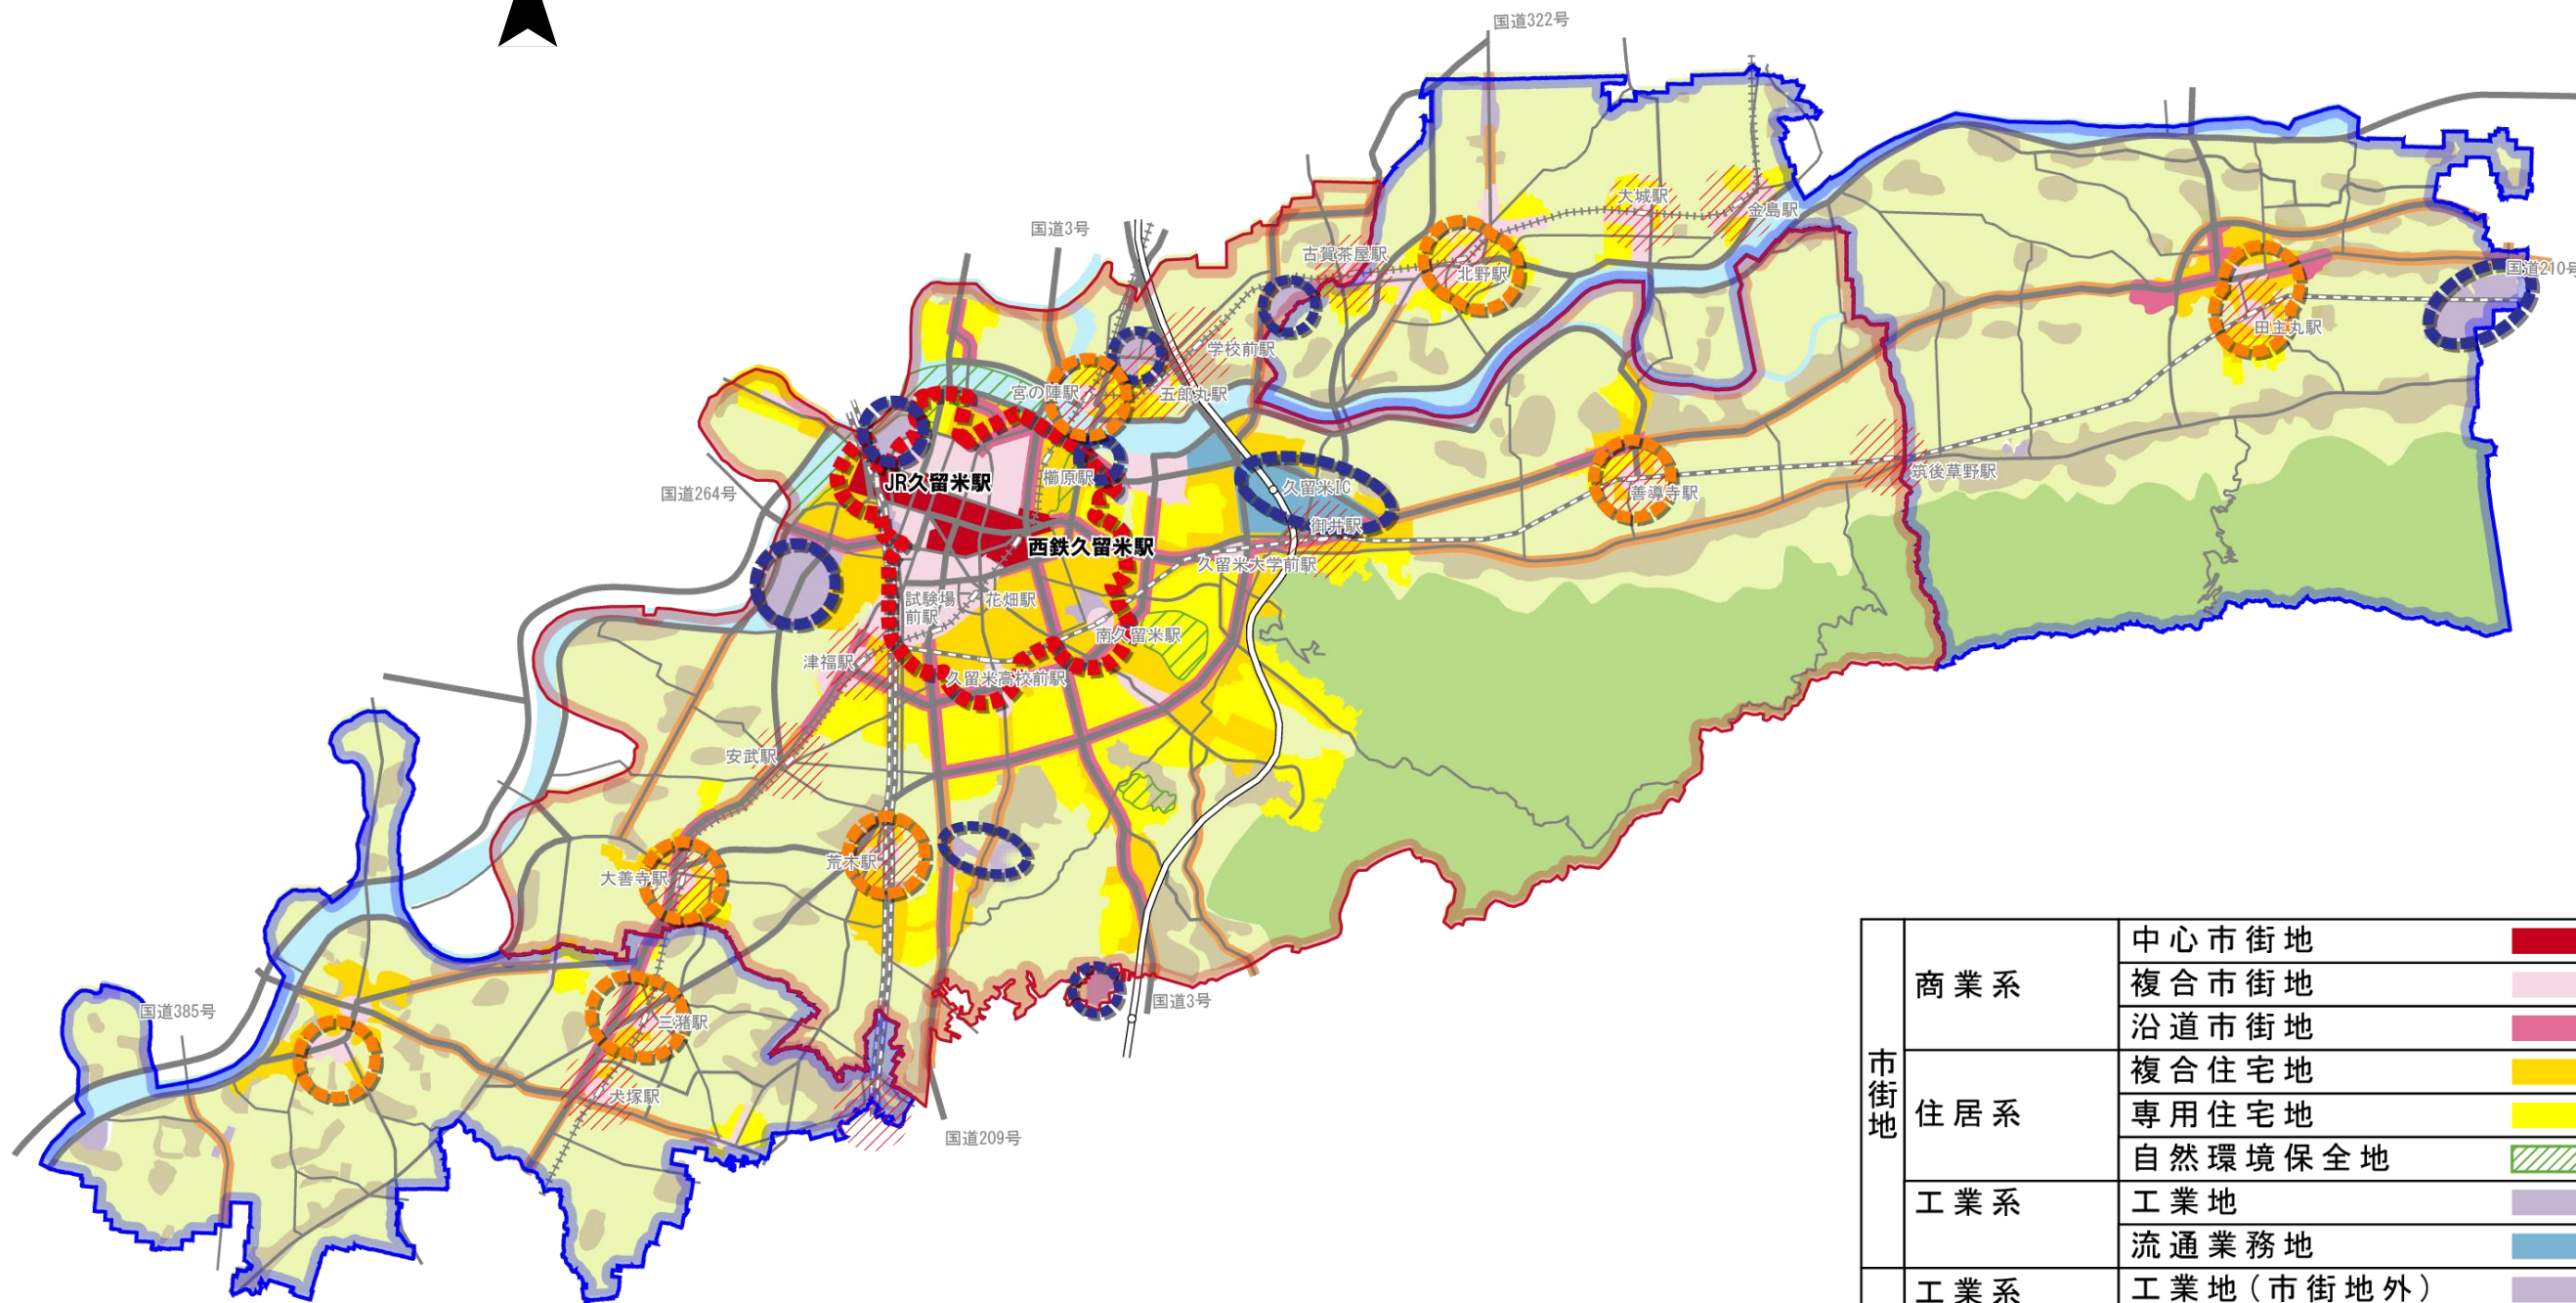 国道322号
大城駅
金島駅
国道3号
古賀茶屋駅
北野駅
国道210号
田主丸駅
学校前駅
宮の陣駅
五郎丸駅
JR久留米駅
櫛原駅
国道264号
久留米IC
善導寺駅
筑後草野駅
御井駅
西鉄久留米駅
久留米大学前駅
試験場
前駅
花畑駅
南久留米駅
津福駅
久留米高校前駅
安武駅
荒木駅
大善寺駅
国道385号
国道3号
三潴駅
犬塚駅
国道209号
市街地
商業系
中心市街地
複合市街地
沿道市街地
住居系
複合住宅地
専用住宅地
自然環境保全地
工業系
工業地
流通業務地
工業系
工業地(市街地外)